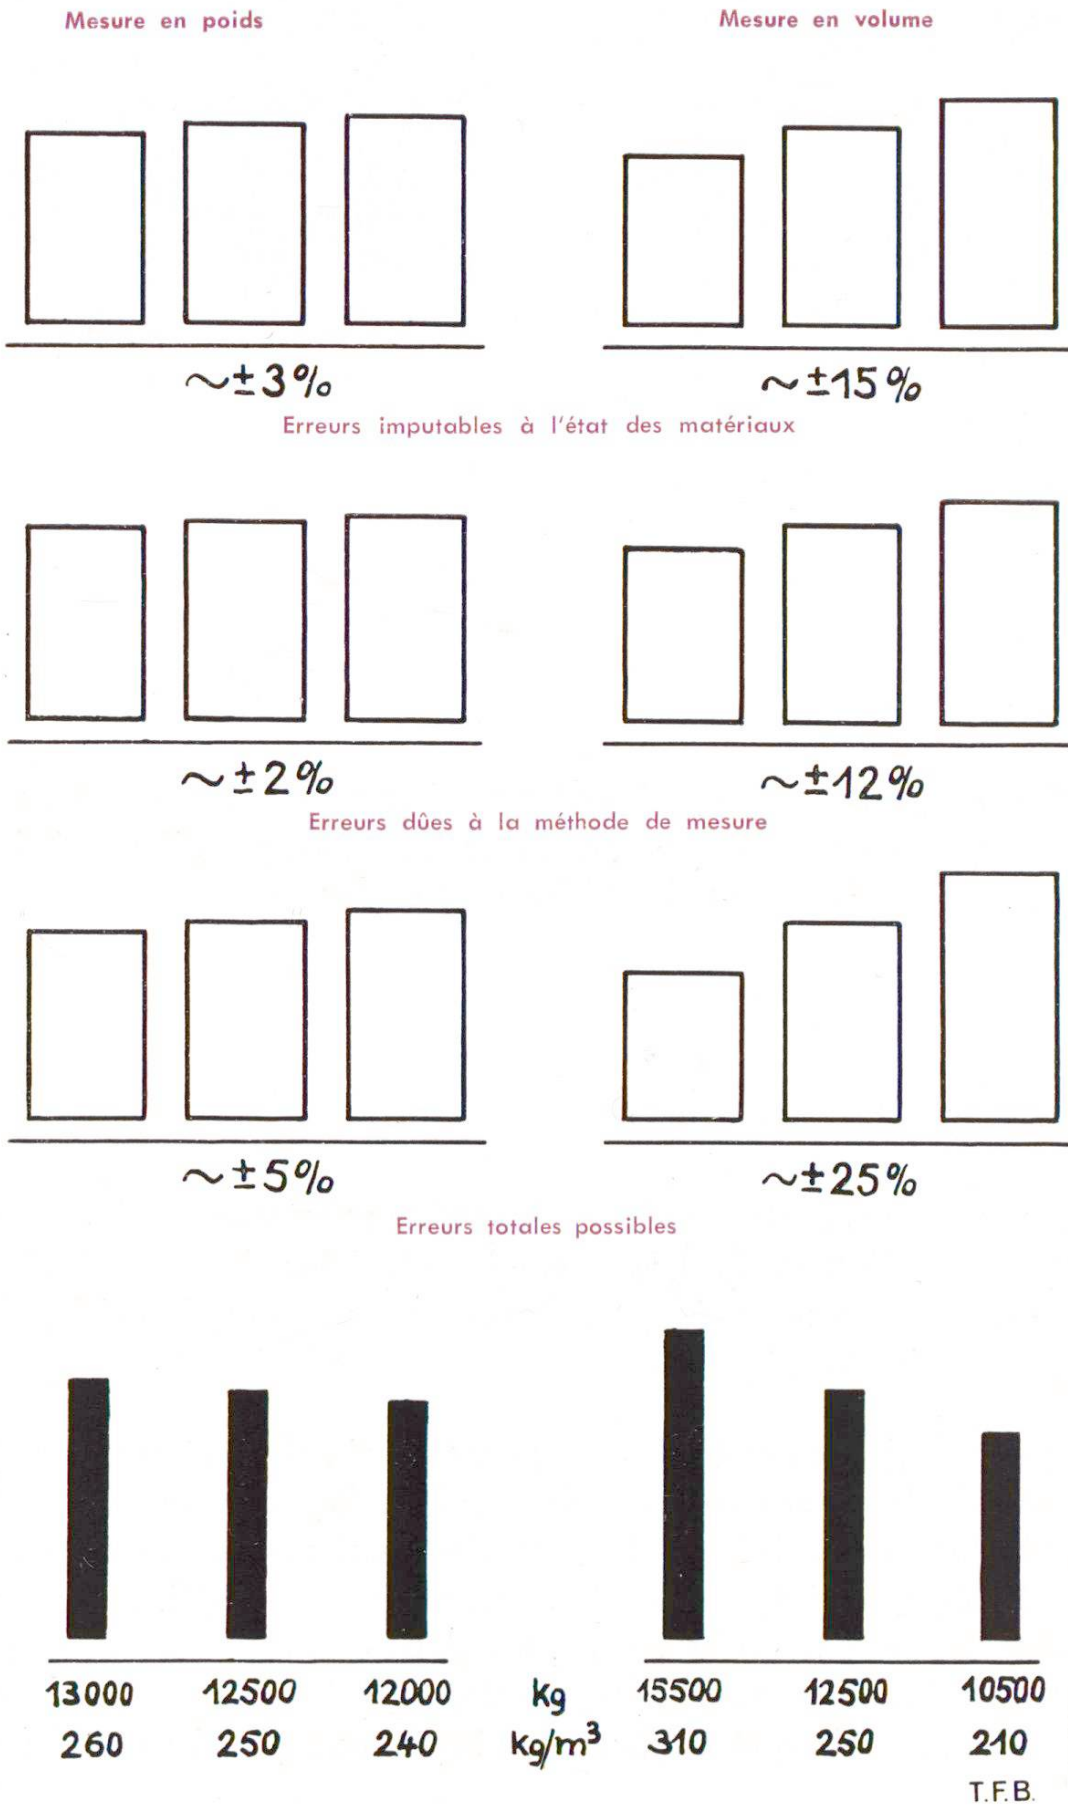 Mesure en poids Mesure en volume
~±3% ~±15%
Erreurs imputables à l'état des matériaux
~±2% ~±12%
Erreurs dûes à la méthode de mesure
~±5% ~±25%
Erreurs totales possibles
13000 12500 12000 kg 15500 12500 10500
260 250 240 kg/m³ 310 250 210
T.F.B.